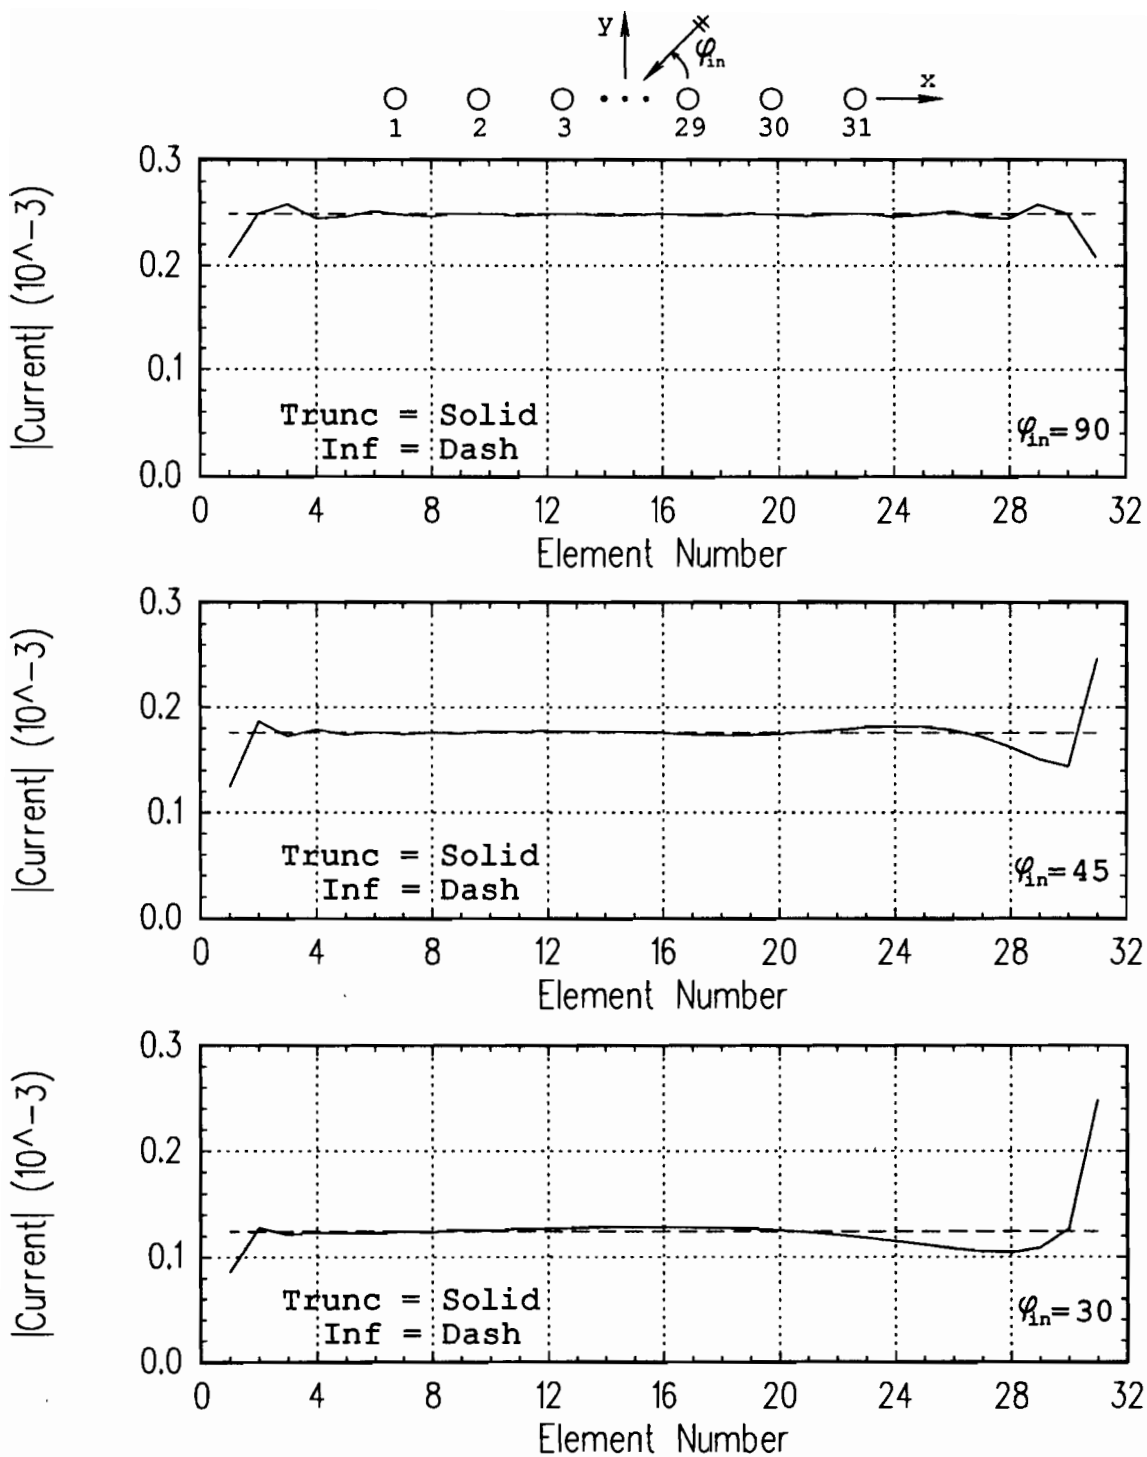 y
φin
x
1 2 3 29 30 31
0.3
0.2
0.1
0.0
|Current| (10^-3)
Trunc = Solid
Inf = Dash
φin=90
0 4 8 12 16 20 24 28 32
Element Number
0.3
0.2
0.1
0.0
|Current| (10^-3)
Trunc = Solid
Inf = Dash
φin=45
0 4 8 12 16 20 24 28 32
Element Number
0.3
0.2
0.1
0.0
|Current| (10^-3)
Trunc = Solid
Inf = Dash
φin=30
0 4 8 12 16 20 24 28 32
Element Number